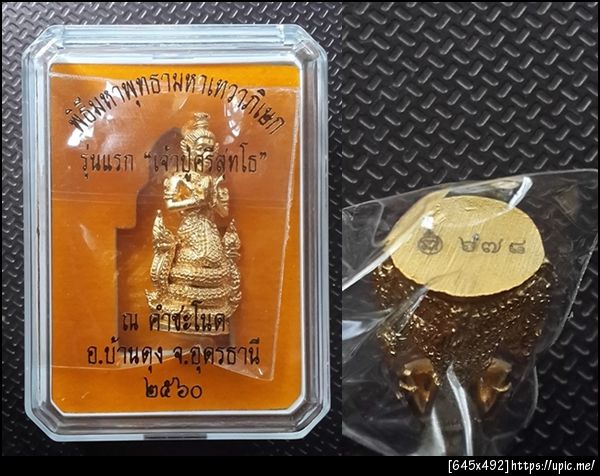 พิธีมหาพุทธามหาเทวาภิเษก
รุ่นแรก "เจ้าปู่ศรีสุทโธ"
ณ คำชะโนด
อ.บ้านดุง จ.อุดรธานี
๒๕๖๐
๒๗๘
[645x492]https://upic.me/